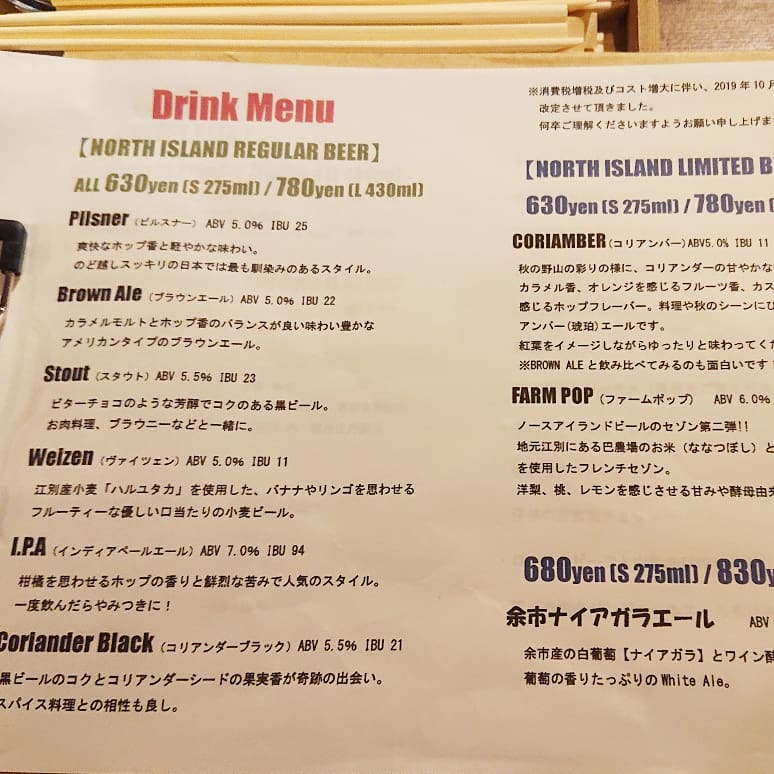 Drink Menu
【NORTH ISLAND REGULAR BEER】
ALL 630yen (S 275ml) / 780yen (L 430ml)
Pilsner (ピルスナー) ABV 5.0% IBU 25
爽快なホップ香と軽やかな味わい。
のど越しスッキリの日本では最も馴染みのあるスタイル。
Brown Ale (ブラウンエール) ABV 5.0% IBU 22
カラメルモルトとホップ香のバランスが良い味わい豊かな
アメリカンタイプのブラウンエール。
Stout (スタウト) ABV 5.5% IBU 23
ビターチョコのような芳醇でコクのある黒ビール。
お肉料理、ブラウニーなどと一緒に。
Weizen (ヴァイツェン) ABV 5.0% IBU 11
江別産小麦「ハルユタカ」を使用した、バナナやリンゴを思わせる
フルーティーな優しい口当たりの小麦ビール。
I.P.A (インディアペールエール) ABV 7.0% IBU 94
柑橘を思わせるホップの香りと鮮烈な苦みで人気のスタイル。
一度飲んだらやみつきに！
Coriander Black (コリアンダーブラック) ABV 5.5% IBU 21
黒ビールのコクとコリアンダーシードの果実香が奇跡の出会い。
スパイス料理との相性も良し。
※消費税増税及びコスト増大に伴い、2019年10月
改定させて頂きました。
何卒ご理解くださいますようお願い申し上げます
【NORTH ISLAND LIMITED B
630yen (S 275ml) / 780yen (
CORIAMBER (コリアンバー) ABV5.0% IBU 11
秋の野山の彩りの様に、コリアンダーの甘やかな
カラメル香、オレンジを感じるフルーツ香、カス
感じるホップフレーバー。料理や秋のシーンにぴ
アンバー(琥珀)エールです。
紅葉をイメージしながらゆったりと味わってくだ
※BROWN ALEと飲み比べてみるのも面白いです！
FARM POP (ファームポップ) ABV 6.0%
ノースアイランドビールのセゾン第二弾!!
地元江別にある巴農場のお米（ななつぼし）と
を使用したフレンチセゾン。
洋梨、桃、レモンを感じさせる甘みや酵母由来
680yen (S 275ml) / 830y
余市ナイアガラエール ABV
余市産の白葡萄【ナイアガラ】とワイン酵
葡萄の香りたっぷりのWhite Ale。